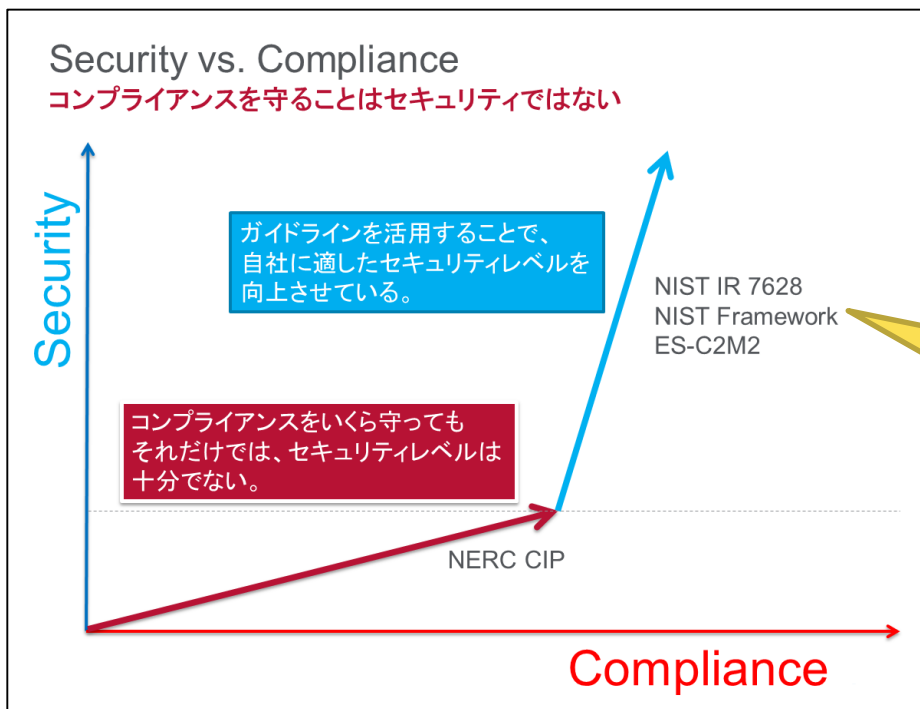 Security vs. Compliance
コンプライアンスを守ることはセキュリティではない
Security
ガイドラインを活用することで、
自社に適したセキュリティレベルを
向上させている。
NIST IR 7628
NIST Framework
ES-C2M2
コンプライアンスをいくら守っても
それだけでは、セキュリティレベルは
十分でない。
NERC CIP
Compliance